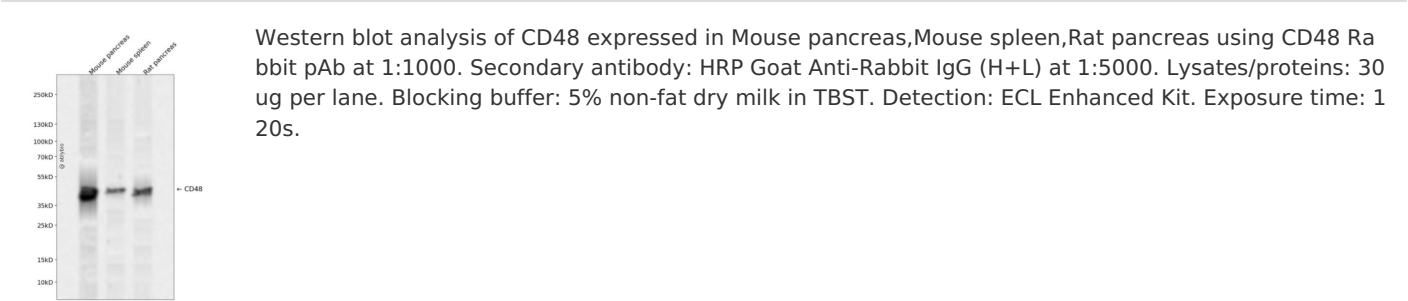 Mouse pancreas
Mouse spleen
Rat pancreas
250kD
130kD
100kD
70kD
55kD
35kD
25kD
15kD
10kD
@ abytes
← CD48
Western blot analysis of CD48 expressed in Mouse pancreas,Mouse spleen,Rat pancreas using CD48 Ra
bbit pAb at 1:1000. Secondary antibody: HRP Goat Anti-Rabbit IgG (H+L) at 1:5000. Lysates/proteins: 30
ug per lane. Blocking buffer: 5% non-fat dry milk in TBST. Detection: ECL Enhanced Kit. Exposure time: 1
20s.